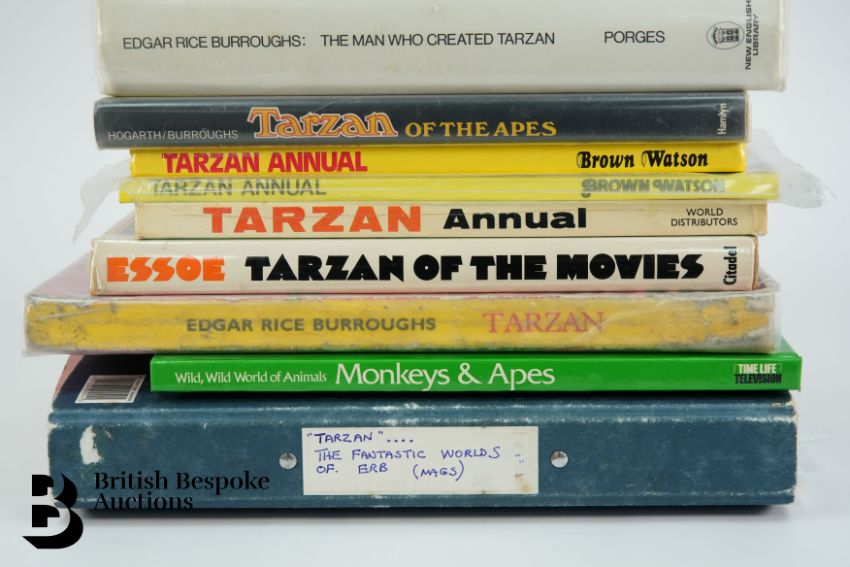 EDGAR RICE BURROUGHS: THE MAN WHO CREATED TARZAN PORGES NEW ENGLISH LIBRARY
HOGARTH/BURROUGHS Tarzan OF THE APES Hamlyn
TARZAN ANNUAL Brown Watson
TARZAN ANNUAL BROWN WATSON
TARZAN Annual WORLD DISTRIBUTORS
ESSOE TARZAN OF THE MOVIES Citadel
EDGAR RICE BURROUGHS TARZAN
Wild, Wild World of Animals Monkeys & Apes TIME LIFE TELEVISION
"TARZAN"....
THE FANTASTIC WORLDS
OF. ERB (MAGS)
B British Bespoke
Auctions